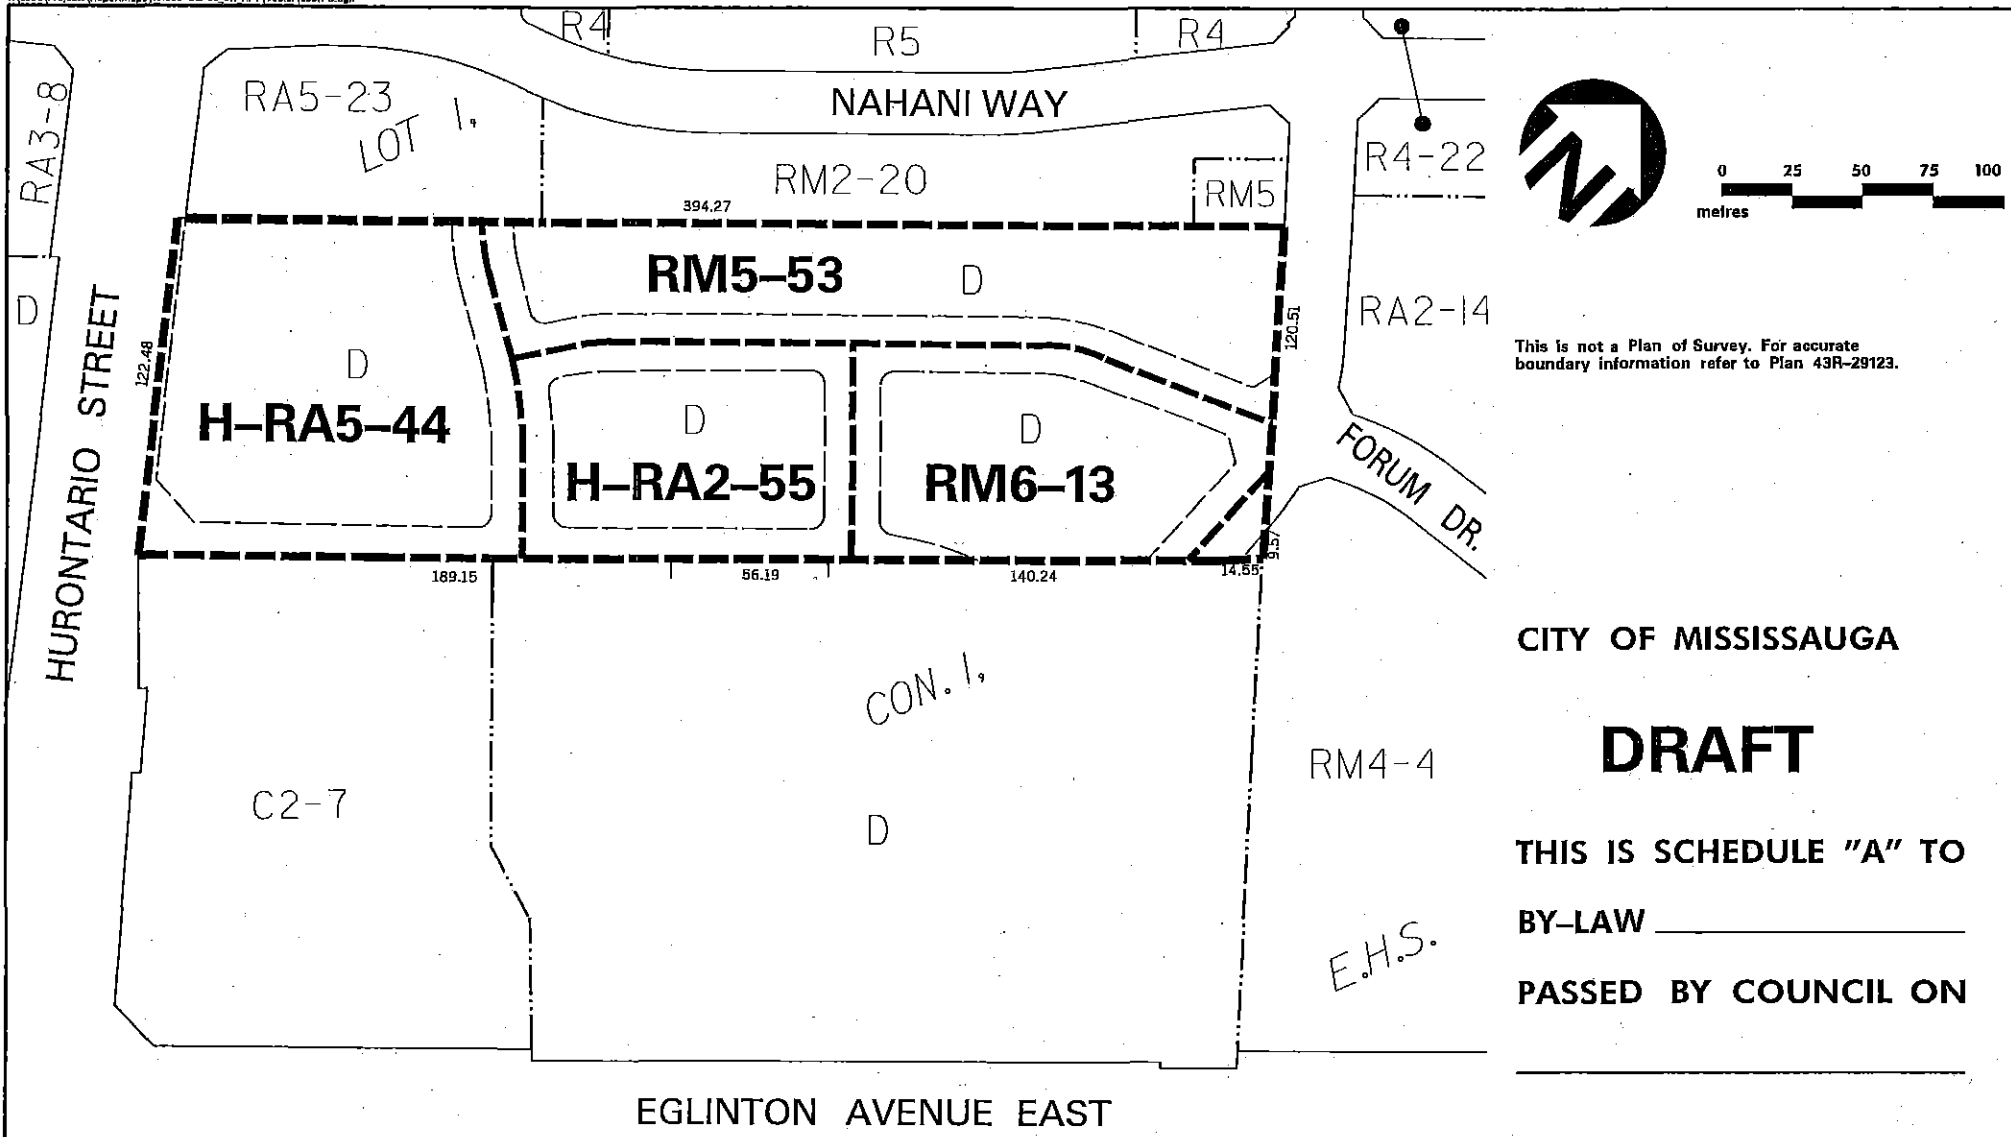 R4
R5
R4
RA3-8
RA5-23
LOT 1,
NAHANI WAY
RM2-20
RM5
R4-22
N
0 25 50 75 100
metres
394.27
RM5–53
D
D
RA2-14
120.51
122.48
HURONTARIO STREET
This is not a Plan of Survey. For accurate
boundary information refer to Plan 43R–29123.
D
H–RA5–44
D
H–RA2–55
D
RM6–13
FORUM DR.
9.57
189.15
56.19
140.24
14.55
CITY OF MISSISSAUGA
CON. 1,
DRAFT
RM4-4
C2-7
D
THIS IS SCHEDULE "A" TO
BY–LAW
E.H.S.
PASSED BY COUNCIL ON
EGLINTON AVENUE EAST